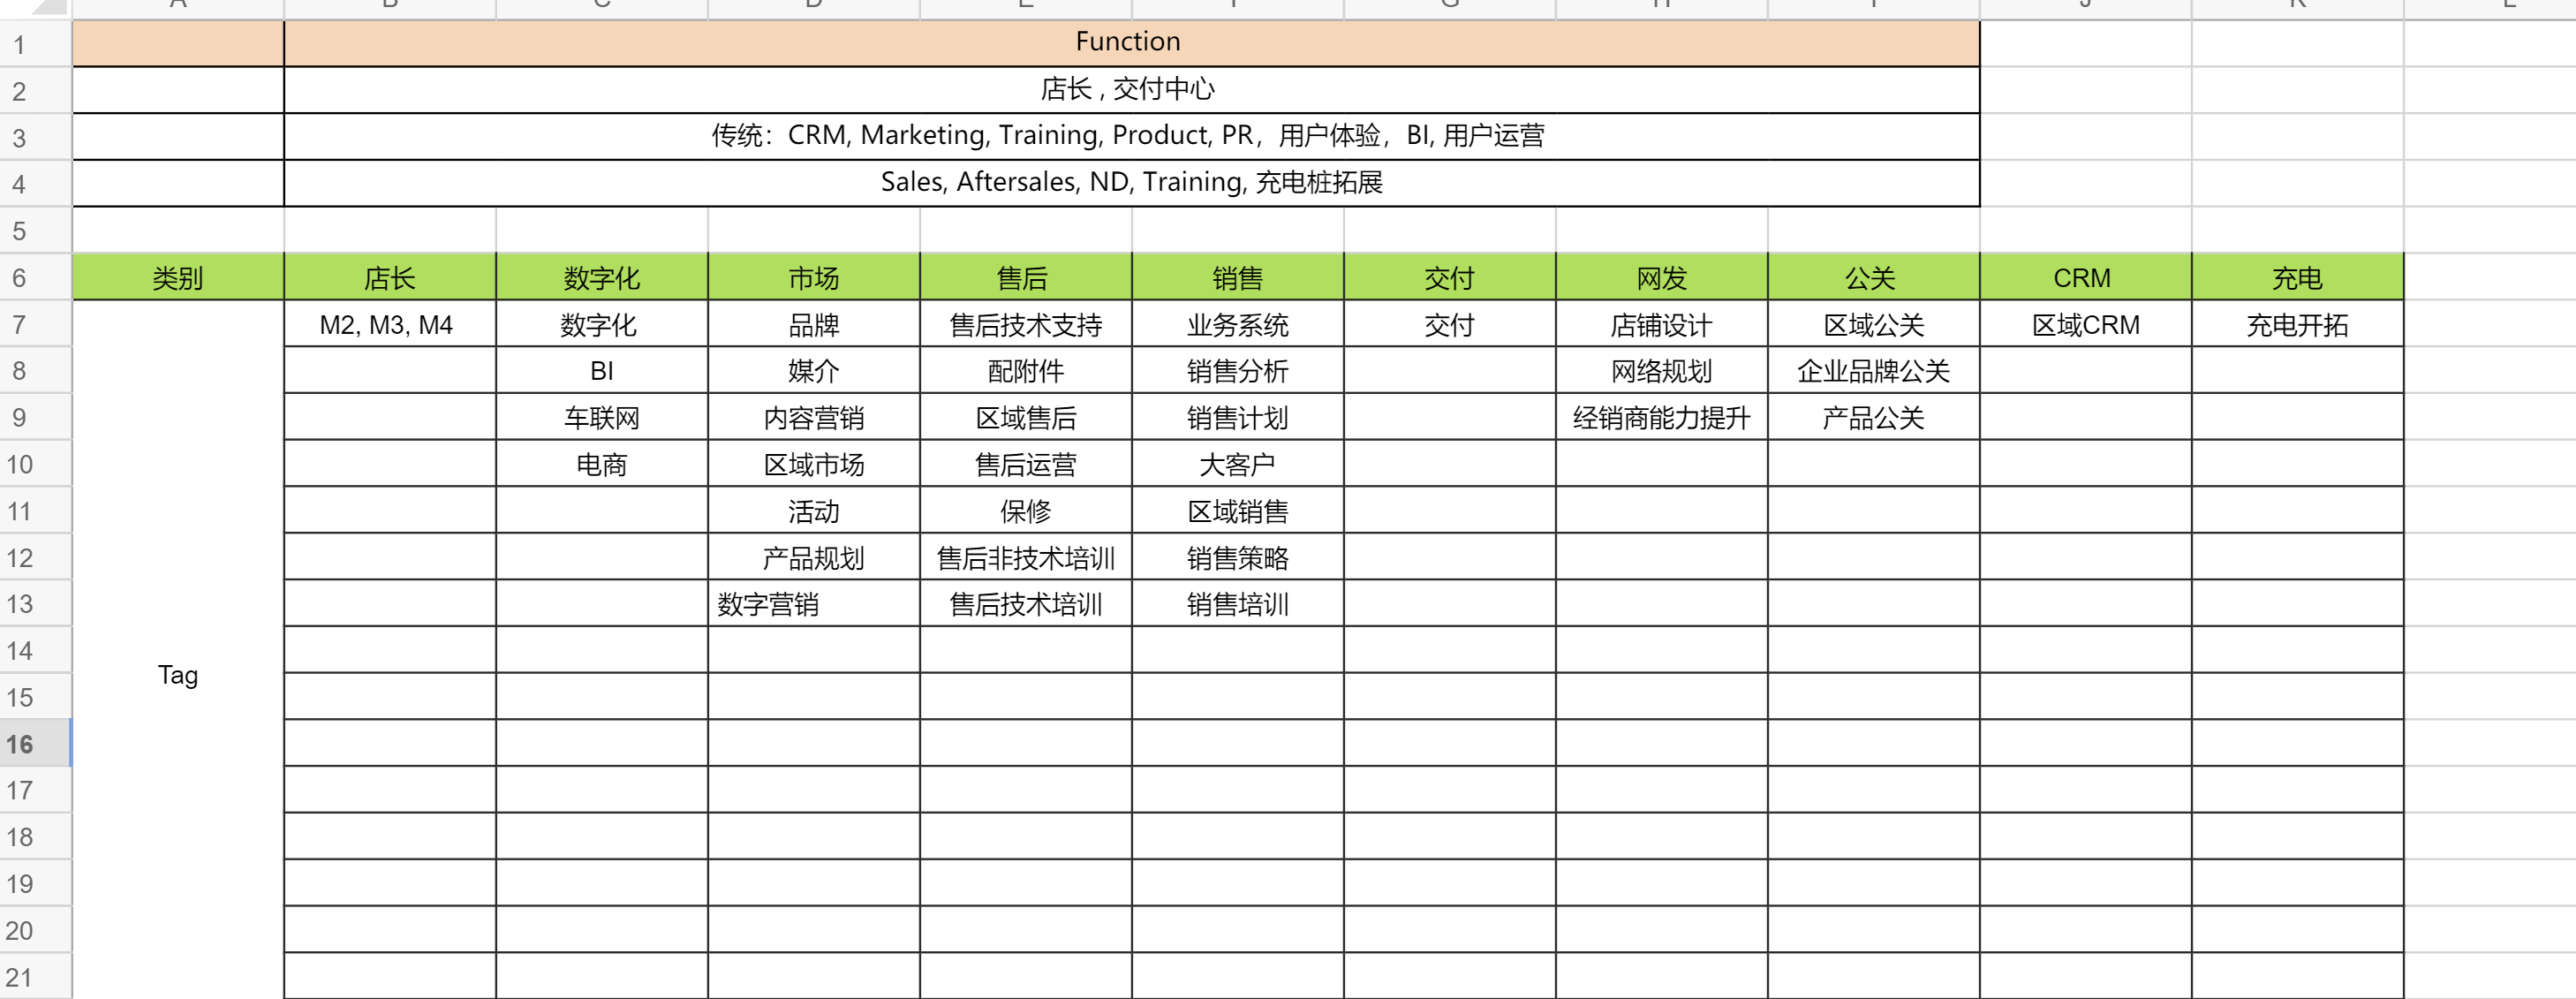 A B C D E F G H I J K L
1 Function
2 店长 , 交付中心
3 传统：CRM, Marketing, Training, Product, PR，用户体验，BI, 用户运营
4 Sales, Aftersales, ND, Training, 充电桩拓展
5
6 类别 店长 数字化 市场 售后 销售 交付 网发 公关 CRM 充电
7 M2, M3, M4 数字化 品牌 售后技术支持 业务系统 交付 店铺设计 区域公关 区域CRM 充电开拓
8 BI 媒介 配附件 销售分析 网络规划 企业品牌公关
9 车联网 内容营销 区域售后 销售计划 经销商能力提升 产品公关
10 电商 区域市场 售后运营 大客户
11 活动 保修 区域销售
12 产品规划 售后非技术培训 销售策略
13 数字营销 售后技术培训 销售培训
14
Tag
15
16
17
18
19
20
21